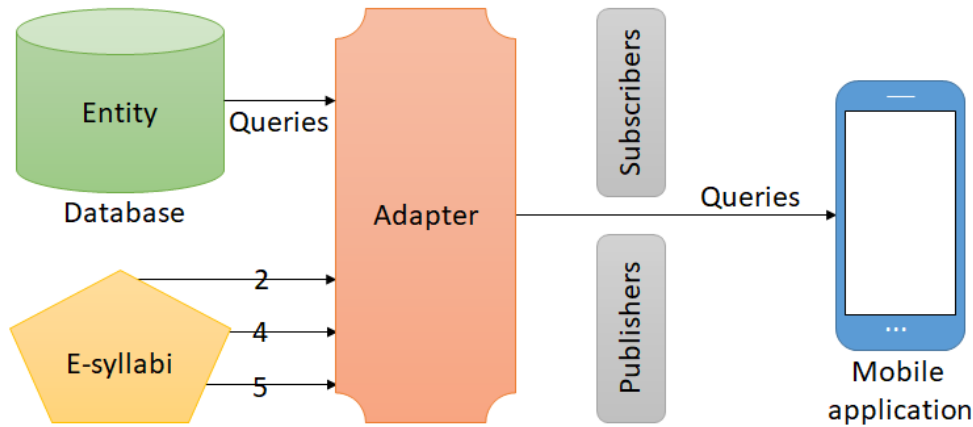 Entity
Database
Queries
E-syllabi
2
4
5
Adapter
Subscribers
Publishers
Queries
Mobile
application